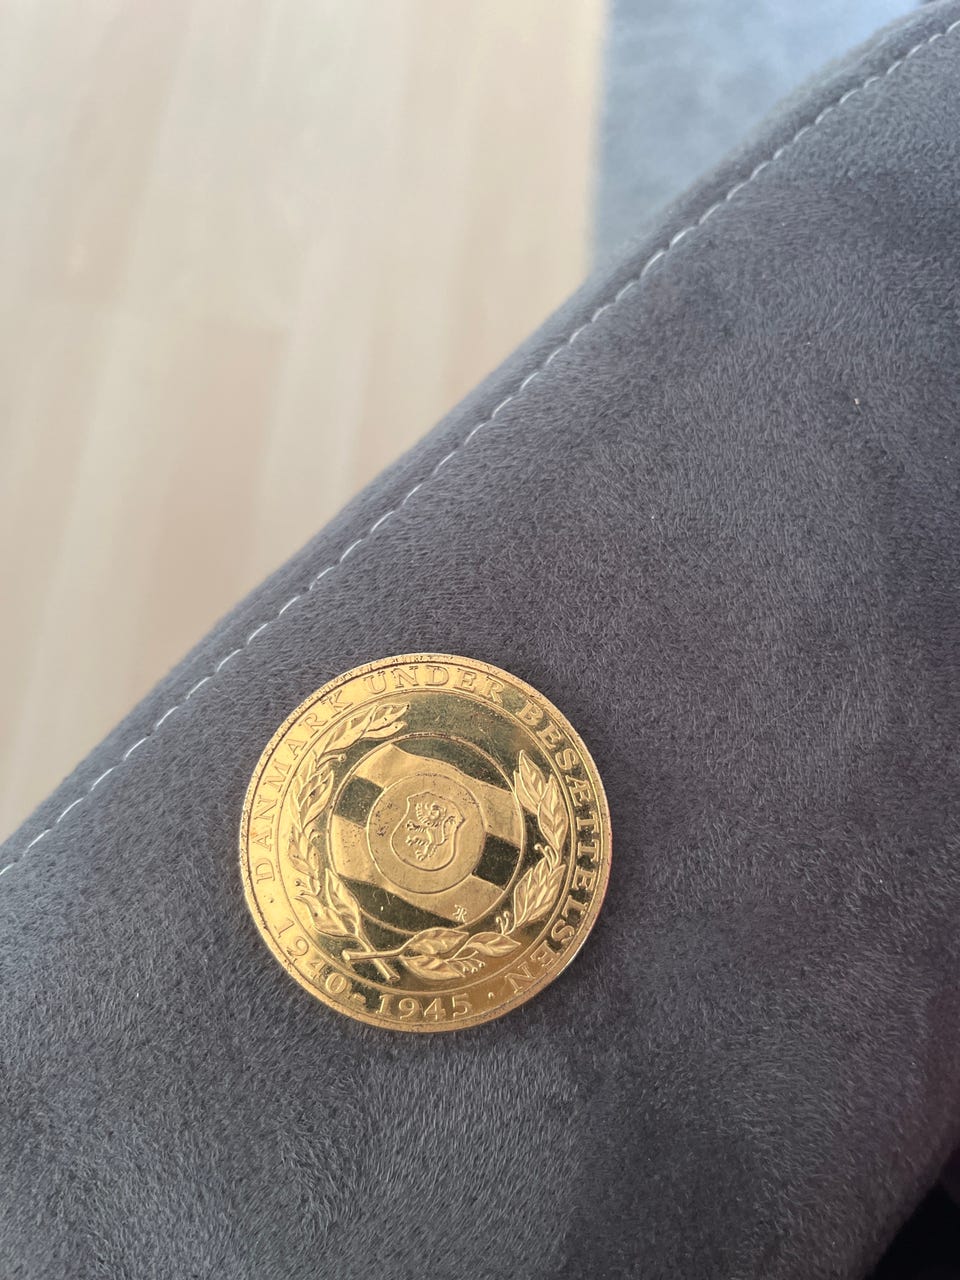 · DANMARK UNDER BESÆTTELSEN ·
1940-1945